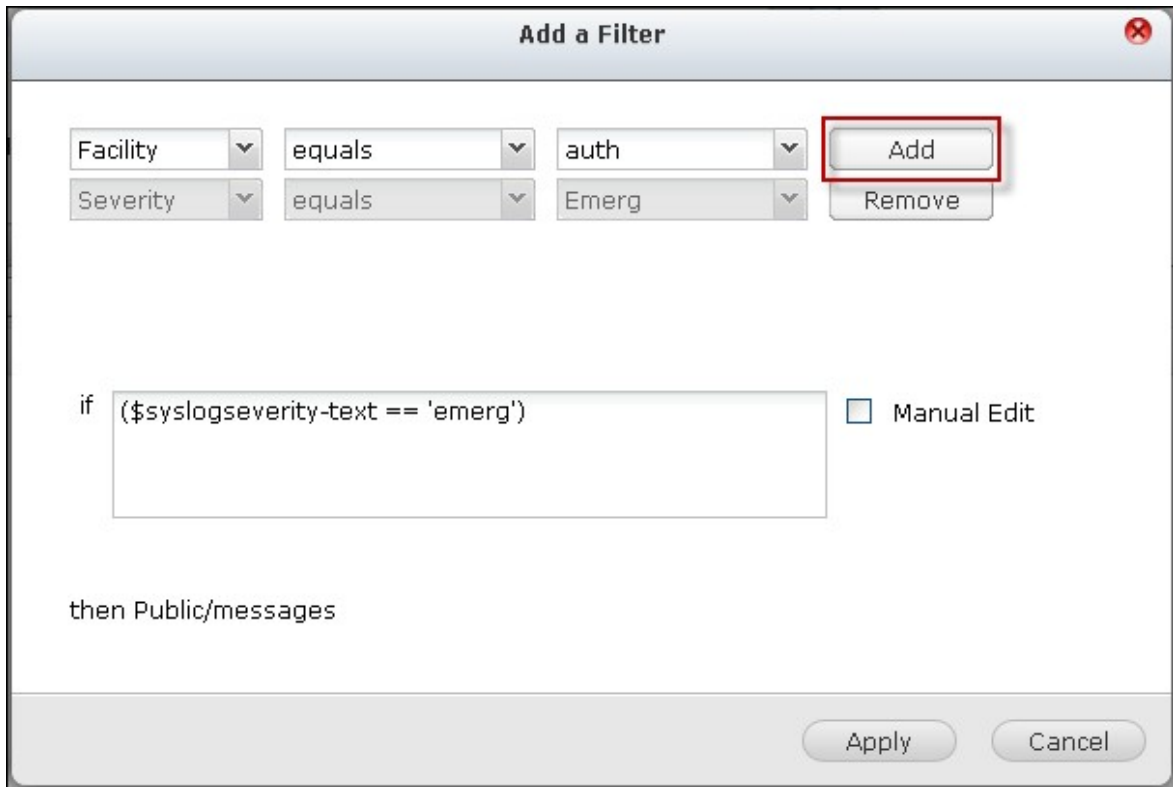 Add a Filter
Facility equals auth Add
Severity equals Emerg Remove
if ($syslogseverity-text == 'emerg') Manual Edit
then Public/messages
Apply Cancel